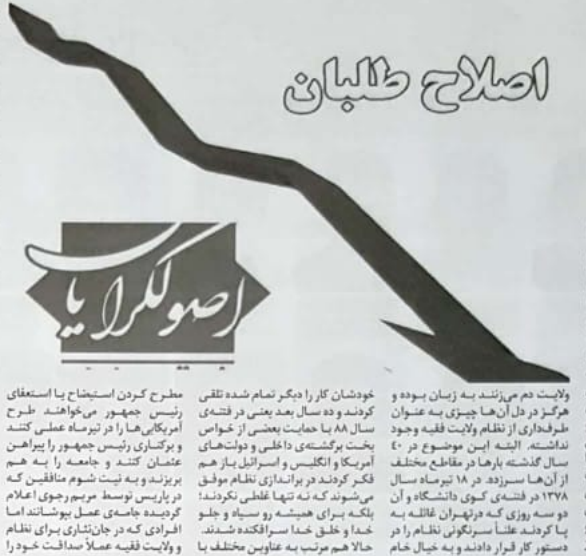 اصلاح طلبان
اصولگرایان
ولایت دم می‌زنند به زبان بوده و
هرگز در دل آن‌ها چیزی به عنوان
طرفداری از نظام ولایت فقیه وجود
نداشته. البته این موضوع در ۴۰
سال گذشته بارها در مقاطع مختلف
از آن‌ها سرزده. در ۱۸ تیرماه سال
۱۳۷۸ در فتنه‌ی کوی دانشگاه و آن
دو سه روزی که درتهران غائله به
پا کردند علناً سرنگونی نظام را در
دستور کار قرار دادند و به خیال خام
خودشان کار را دیگر تمام شده تلقی
کردند و ده سال بعد یعنی در فتنه‌ی
سال ۸۸ با حمایت بعضی از خواص
بخت برگشته‌ی داخلی و دولت‌های
آمریکا و انگلیس و اسرائیل باز هم
فکر کردند در براندازی نظام موفق
می‌شوند که نه تنها غلطی نکردند؛
بلکه برای همیشه رو سیاه و جلو
خدا و خلق خدا سرافکنده شدند.
حالا هم مرتب به عناوین مختلف با
مطرح کردن استیضاح یا استعفای
رئیس جمهور می‌خواهند طرح
آمریکایی‌ها را در تیرماه عملی کنند
و برکناری رئیس جمهور را پیراهن
عثمان کنند و جامعه را به هم
بریزند و به نیت شوم منافقین که
در پاریس توسط مریم رجوی اعلام
گردیده جامه‌ی عمل بپوشانند اما
افرادی که در جان‌نثاری برای نظام
و ولایت فقیه عملاً صداقت خود را